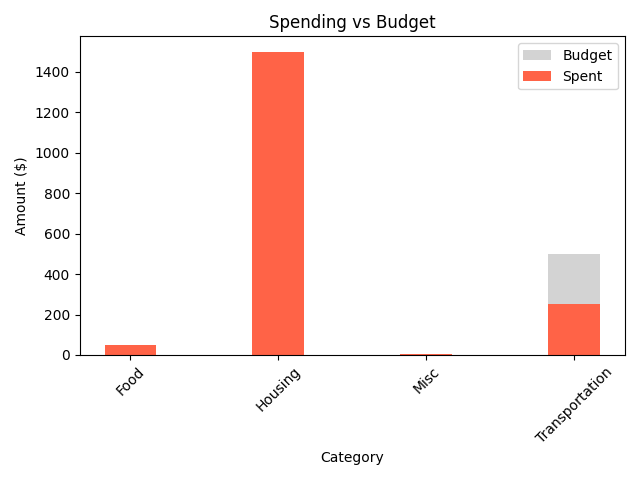 Spending vs Budget
Budget
Spent
Amount ($)
1400
1200
1000
800
600
400
200
0
Food
Housing
Misc
Transportation
Category